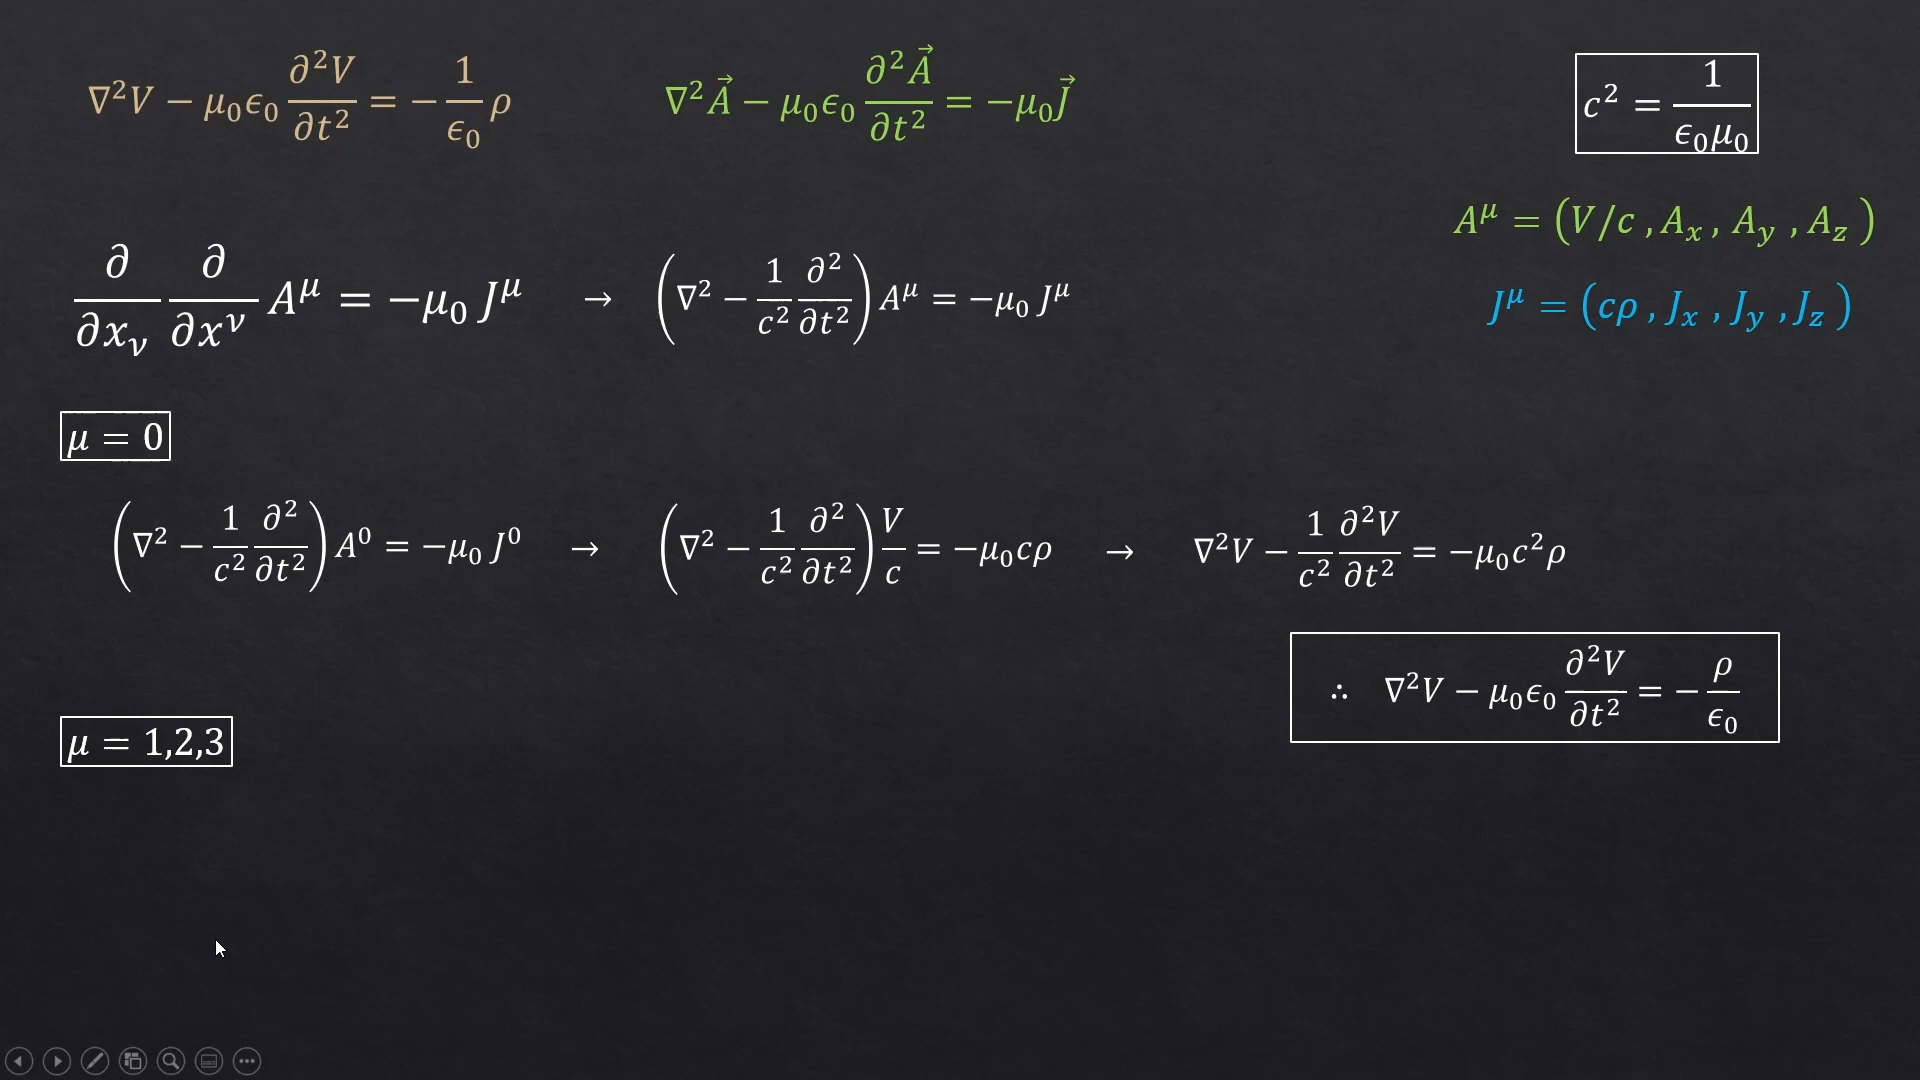 ∇²V − μ₀ϵ₀ ∂²V/∂t² = − 1/ϵ₀ ρ
∇²A⃗ − μ₀ϵ₀ ∂²A⃗/∂t² = −μ₀J⃗
c² = 1/ϵ₀μ₀
A^μ = (V/c , Aₓ , A_y , A_z )
∂/∂x_ν ∂/∂x^ν A^μ = −μ₀ J^μ → (∇² − 1/c² ∂²/∂t²) A^μ = −μ₀ J^μ
J^μ = (cρ , Jₓ , J_y , J_z )
μ = 0
(∇² − 1/c² ∂²/∂t²) A⁰ = −μ₀ J⁰ → (∇² − 1/c² ∂²/∂t²) V/c = −μ₀cρ → ∇²V − 1/c² ∂²V/∂t² = −μ₀c²ρ
∴ ∇²V − μ₀ϵ₀ ∂²V/∂t² = − ρ/ϵ₀
μ = 1,2,3